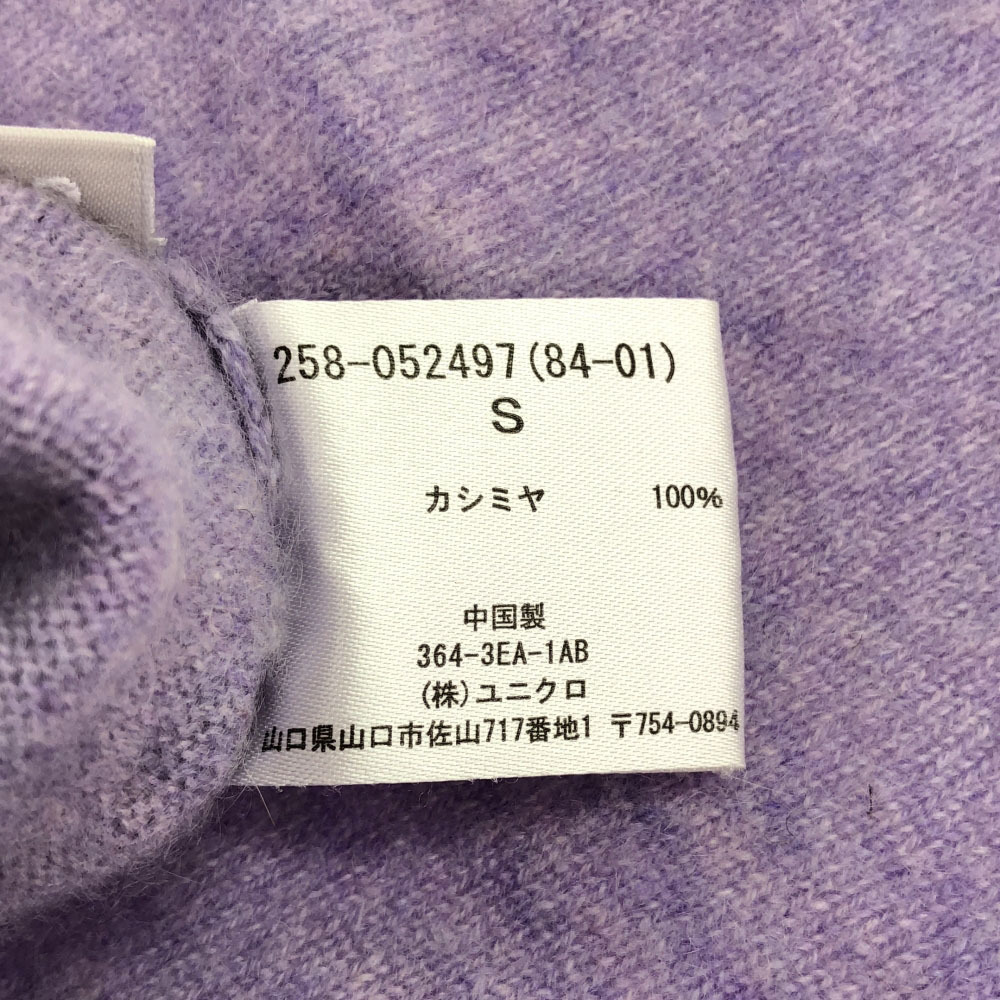 258-052497(84-01)
S
カシミヤ 100%
中国製
364-3EA-1AB
(株)ユニクロ
山口県山口市佐山717番地1 〒754-0894